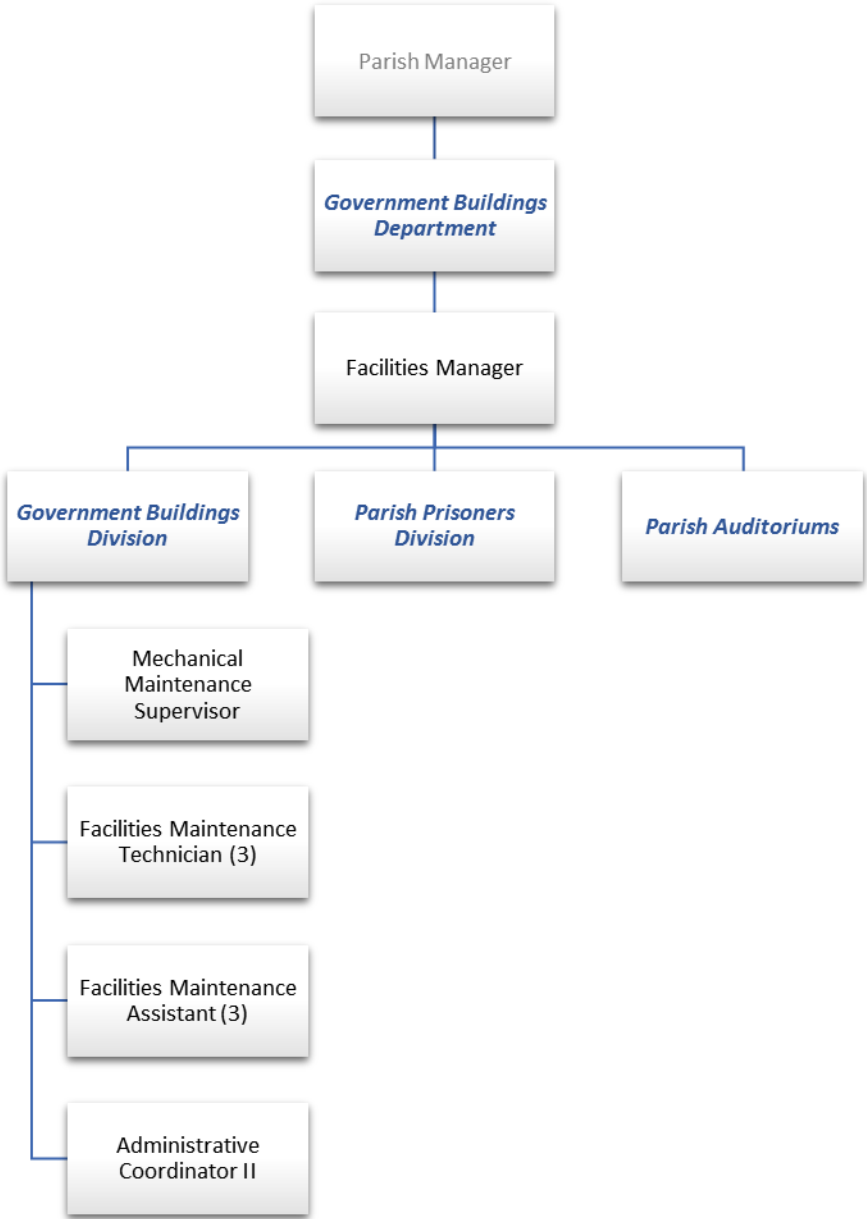 Parish Manager
Government Buildings
Department
Facilities Manager
Government Buildings
Division
Parish Prisoners
Division
Parish Auditoriums
Mechanical
Maintenance
Supervisor
Facilities Maintenance
Technician (3)
Facilities Maintenance
Assistant (3)
Administrative
Coordinator II